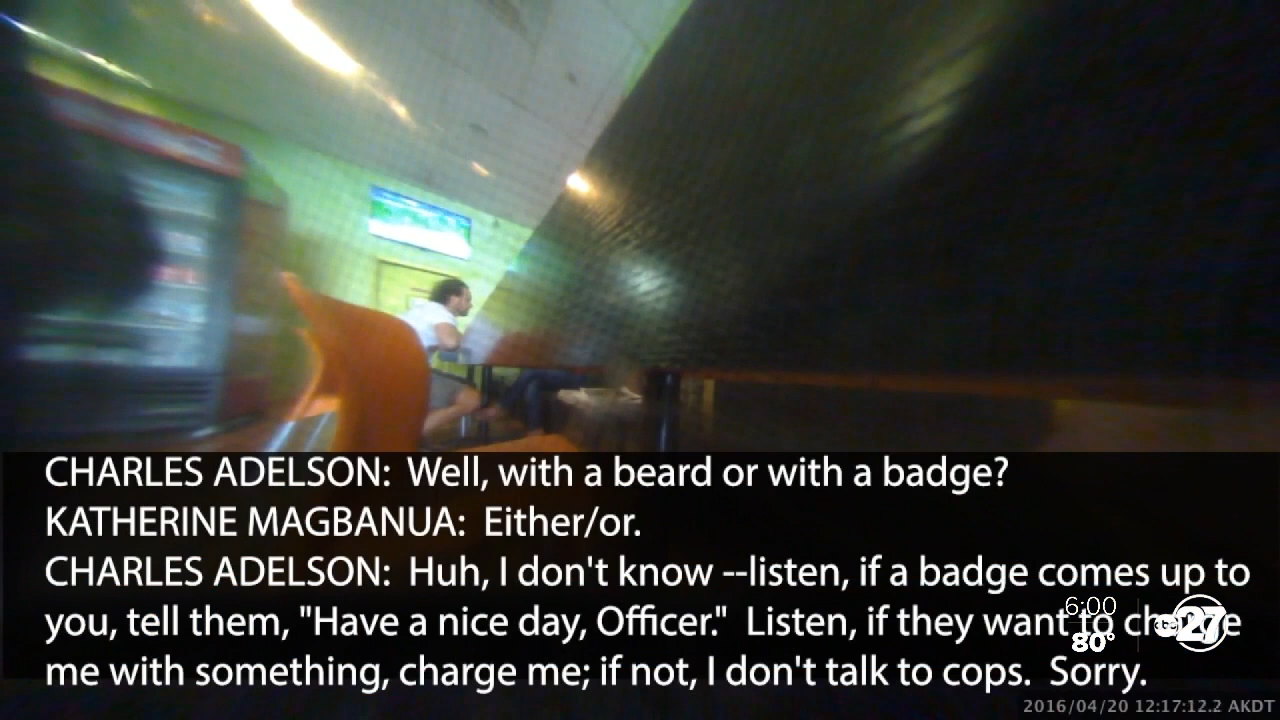 CHARLES ADELSON: Well, with a beard or with a badge?
KATHERINE MAGBANUA: Either/or.
CHARLES ADELSON: Huh, I don't know --listen, if a badge comes up to
you, tell them, "Have a nice day, Officer." Listen, if they want to
me with something, charge me; if not, I don't talk to cops. Sorry.
6:00
80°
27
2016/04/20 12:17:12.2 AKDT